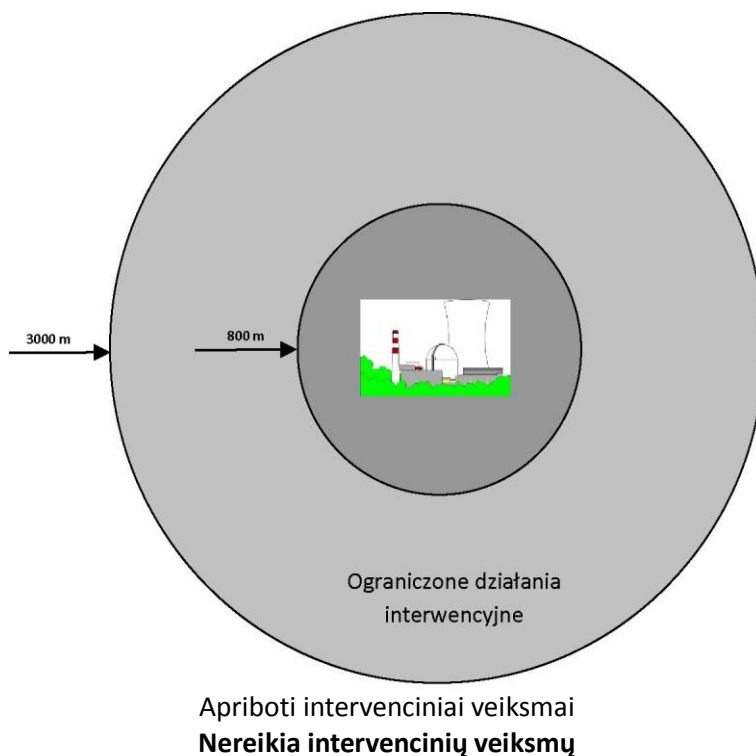 3000 m
800 m
Ograniczone działania
interwencyjne
Apriboti intervenciniai veiksmai
Nereikia intervencinių veiksmų